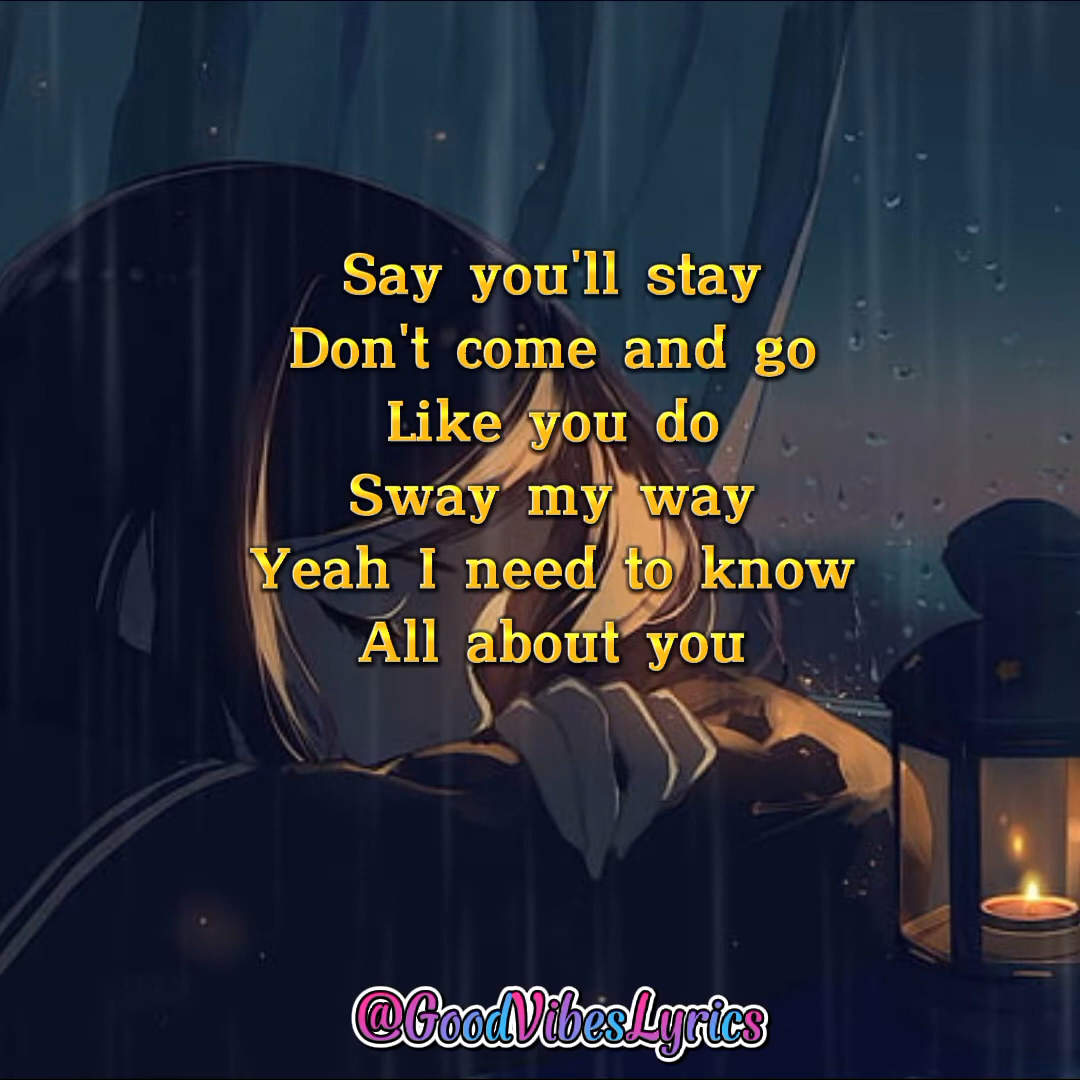 Say you'll stay
Don't come and go
Like you do
Sway my way
Yeah I need to know
All about you
@GoodVibesLyrics